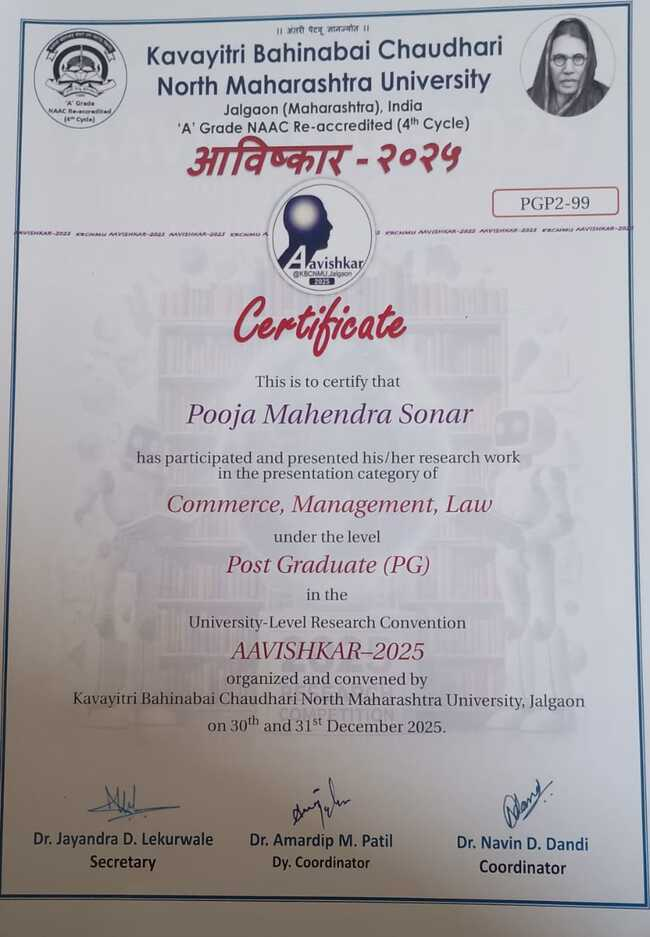 ।। अंतरी पेटवू ज्ञानज्योत ।।
Kavayitri Bahinabai Chaudhari
North Maharashtra University
Jalgaon (Maharashtra), India
'A' Grade NAAC Re-accredited (4th Cycle)
'A' Grade
NAAC Re-accredited
(4th Cycle)
आविष्कार - २०२५
PGP2-99
AAVISHKAR-2025 KBCNMU AAVISHKAR-2025 AAVISHKAR-2025 KBCNMU
KBCNMU AAVISHKAR-2025 AAVISHKAR-2025 KBCNMU AAVISHKAR-2025
Aavishkar
@KBCNMU,Jalgaon
2025
Certificate
This is to certify that
Pooja Mahendra Sonar
has participated and presented his/her research work
in the presentation category of
Commerce, Management, Law
under the level
Post Graduate (PG)
in the
University-Level Research Convention
AAVISHKAR–2025
organized and convened by
Kavayitri Bahinabai Chaudhari North Maharashtra University, Jalgaon
COMPETITION
on 30th and 31st December 2025.
Dr. Jayandra D. Lekurwale
Secretary
Dr. Amardip M. Patil
Dy. Coordinator
Dr. Navin D. Dandi
Coordinator